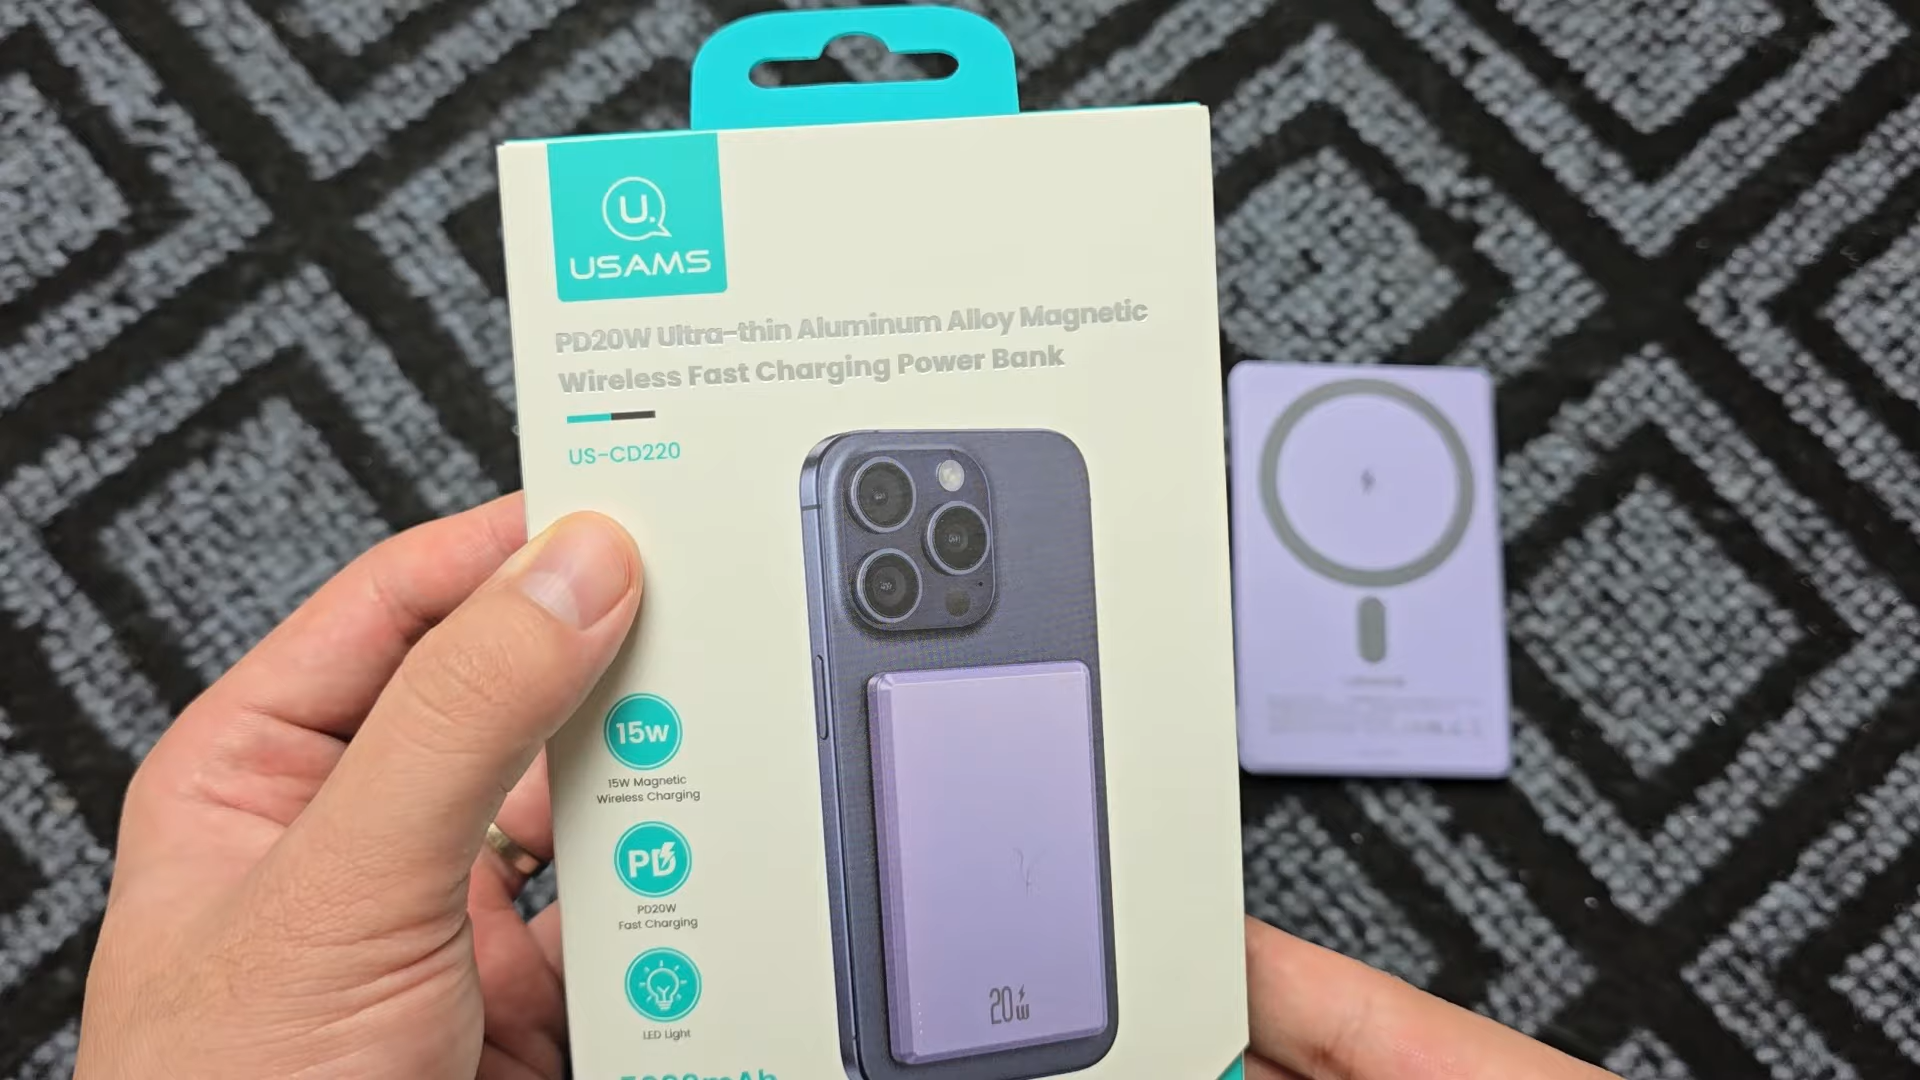 U.
USAMS
PD20W Ultra-thin Aluminum Alloy Magnetic
Wireless Fast Charging Power Bank
US-CD220
15w
15W Magnetic
Wireless Charging
PD
PD20W
Fast Charging
LED Light
20w
5000mAh